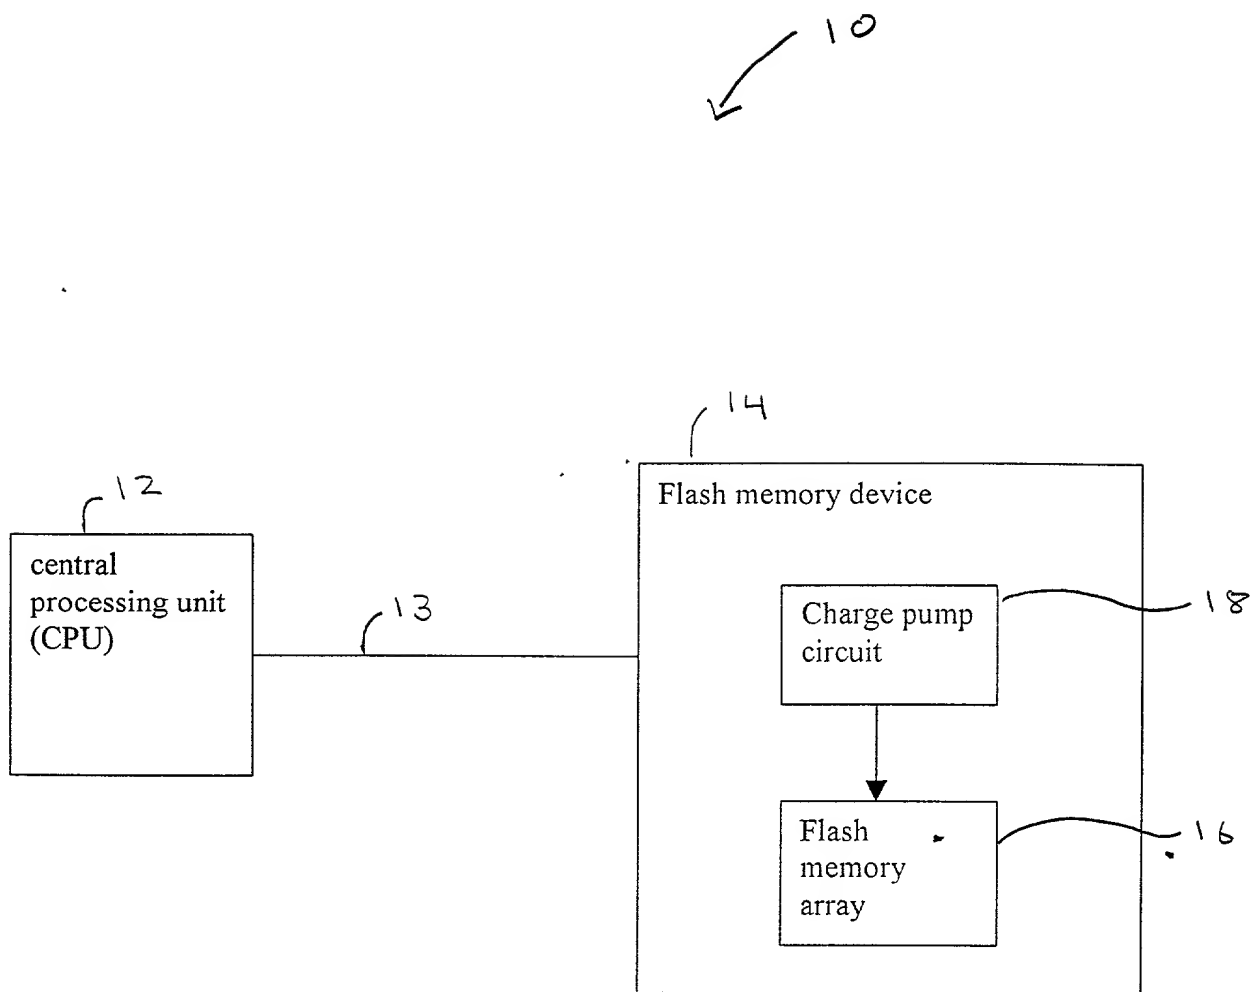 10
14
Flash memory device
12
central
processing unit
(CPU)
13
Charge pump
circuit
18
Flash
memory
array
16